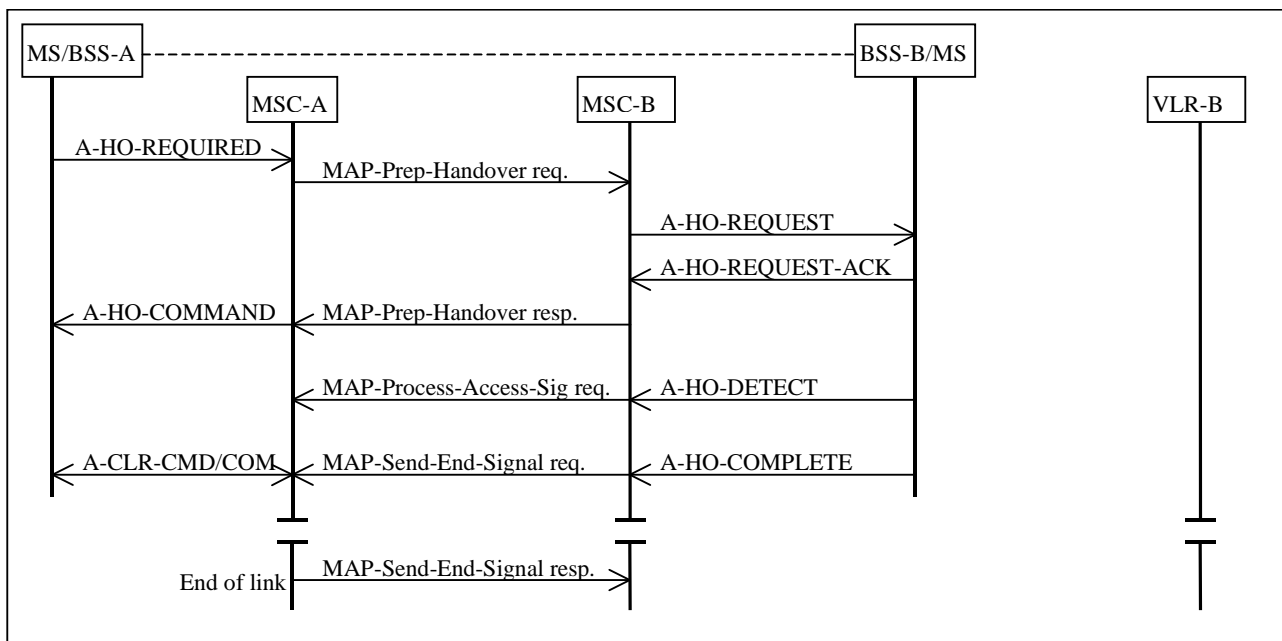 MS/BSS-A
BSS-B/MS
MSC-A
MSC-B
VLR-B
A-HO-REQUIRED
MAP-Prep-Handover req.
A-HO-REQUEST
A-HO-REQUEST-ACK
A-HO-COMMAND
MAP-Prep-Handover resp.
MAP-Process-Access-Sig req.
A-HO-DETECT
A-CLR-CMD/COM
MAP-Send-End-Signal req.
A-HO-COMPLETE
End of link
MAP-Send-End-Signal resp.